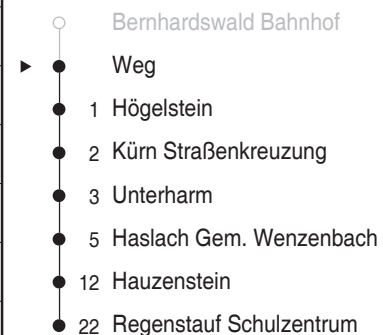 Bernhardswald Bahnhof
Weg
1 Högelstein
2 Kürn Straßenkreuzung
3 Unterharm
5 Haslach Gem. Wenzenbach
12 Hauzenstein
22 Regenstauf Schulzentrum